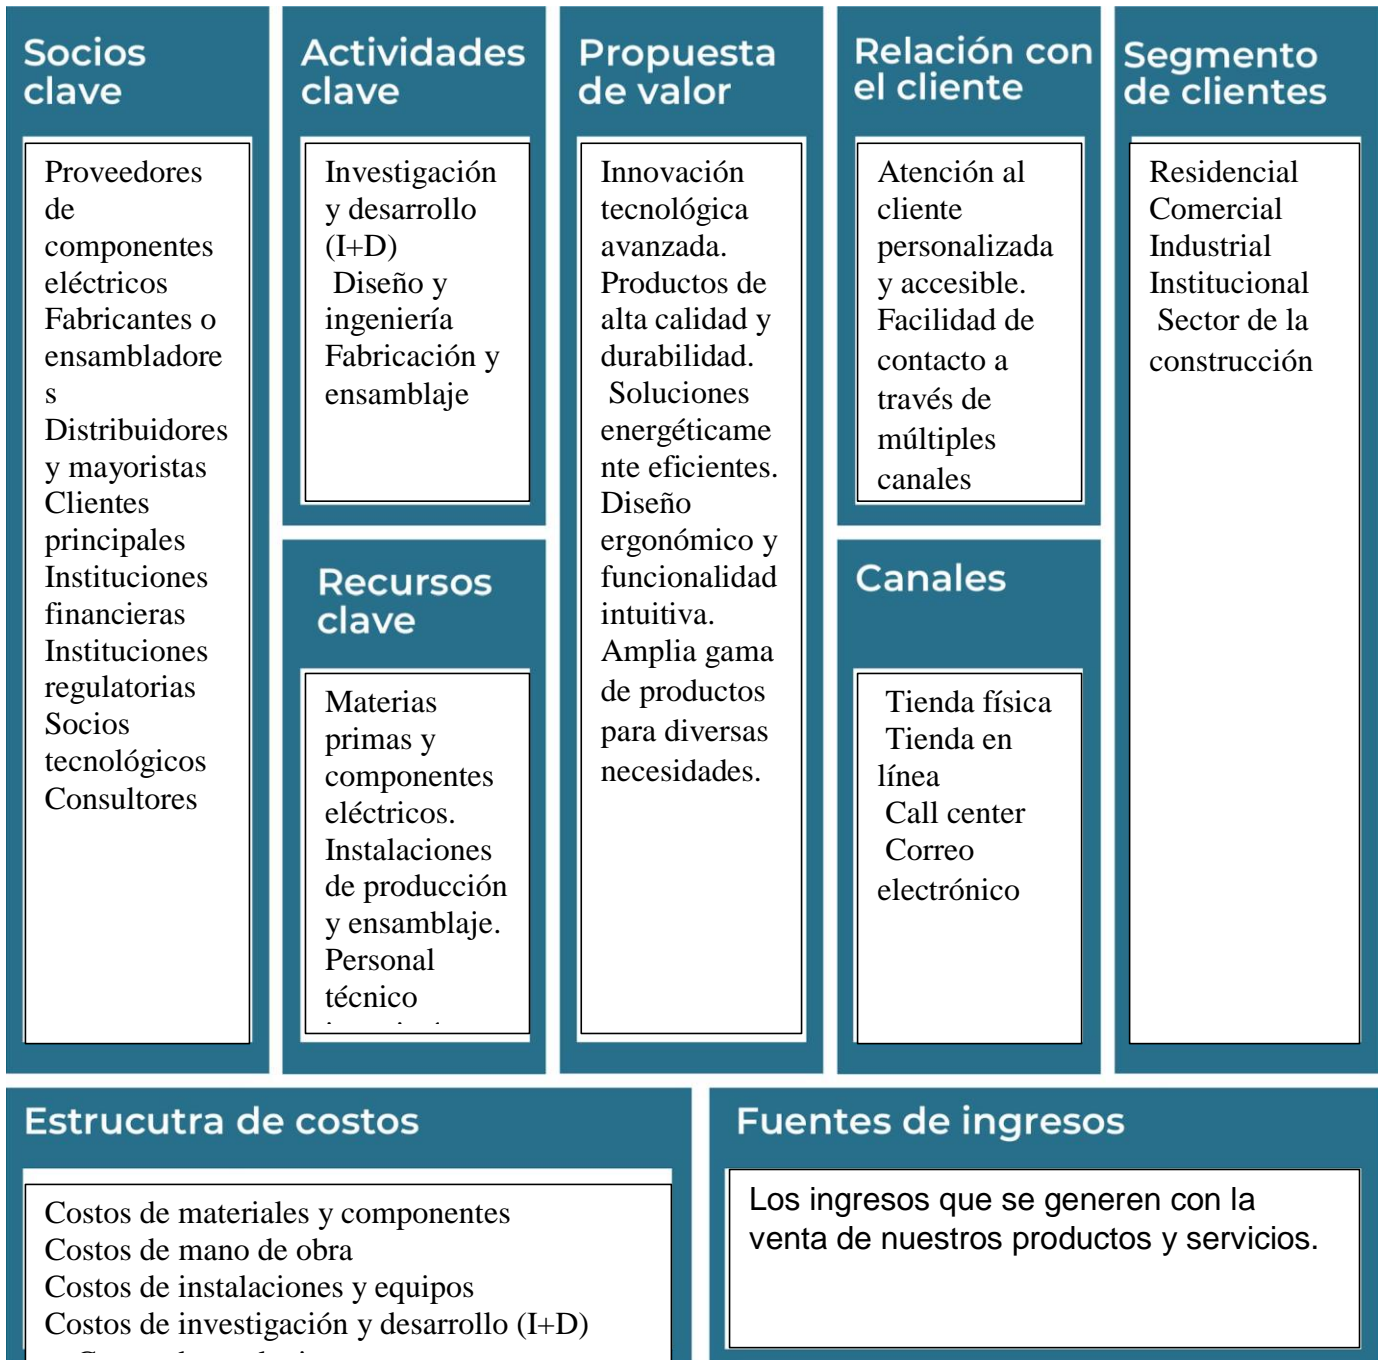 Socios
clave
Proveedores
de
componentes
eléctricos
Fabricantes o
ensambladore
s
Distribuidores
y mayoristas
Clientes
principales
Instituciones
financieras
Instituciones
regulatorias
Socios
tecnológicos
Consultores
Actividades
clave
Investigación
y desarrollo
(I+D)
Diseño y
ingeniería
Fabricación y
ensamblaje
Recursos
clave
Materias
primas y
componentes
eléctricos.
Instalaciones
de producción
y ensamblaje.
Personal
técnico
Propuesta
de valor
Innovación
tecnológica
avanzada.
Productos de
alta calidad y
durabilidad.
Soluciones
energéticame
nte eficientes.
Diseño
ergonómico y
funcionalidad
intuitiva.
Amplia gama
de productos
para diversas
necesidades.
Relación con
el cliente
Atención al
cliente
personalizada
y accesible.
Facilidad de
contacto a
través de
múltiples
canales
Canales
Tienda física
Tienda en
línea
Call center
Correo
electrónico
Segmento
de clientes
Residencial
Comercial
Industrial
Institucional
Sector de la
construcción
Estrucutra de costos
Costos de materiales y componentes
Costos de mano de obra
Costos de instalaciones y equipos
Costos de investigación y desarrollo (I+D)
Fuentes de ingresos
Los ingresos que se generen con la
venta de nuestros productos y servicios.